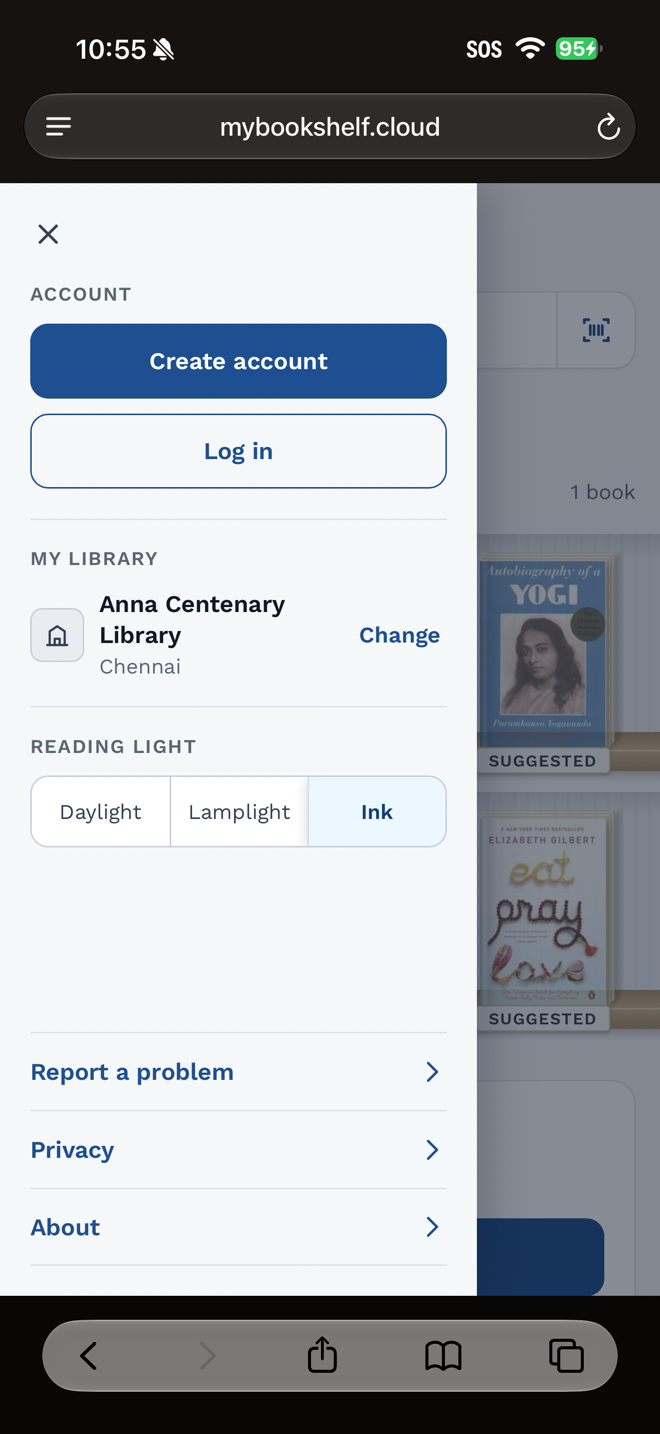 10:55
SOS
95
mybookshelf.cloud
ACCOUNT
Create account
Log in
1 book
MY LIBRARY
Anna Centenary
Library
Chennai
Change
Autobiography of a
YOGI
Paramhansa Yogananda
SUGGESTED
READING LIGHT
Daylight
Lamplight
Ink
A NEW YORK TIMES BESTSELLER
ELIZABETH GILBERT
eat
pray
love
SUGGESTED
Report a problem
Privacy
About